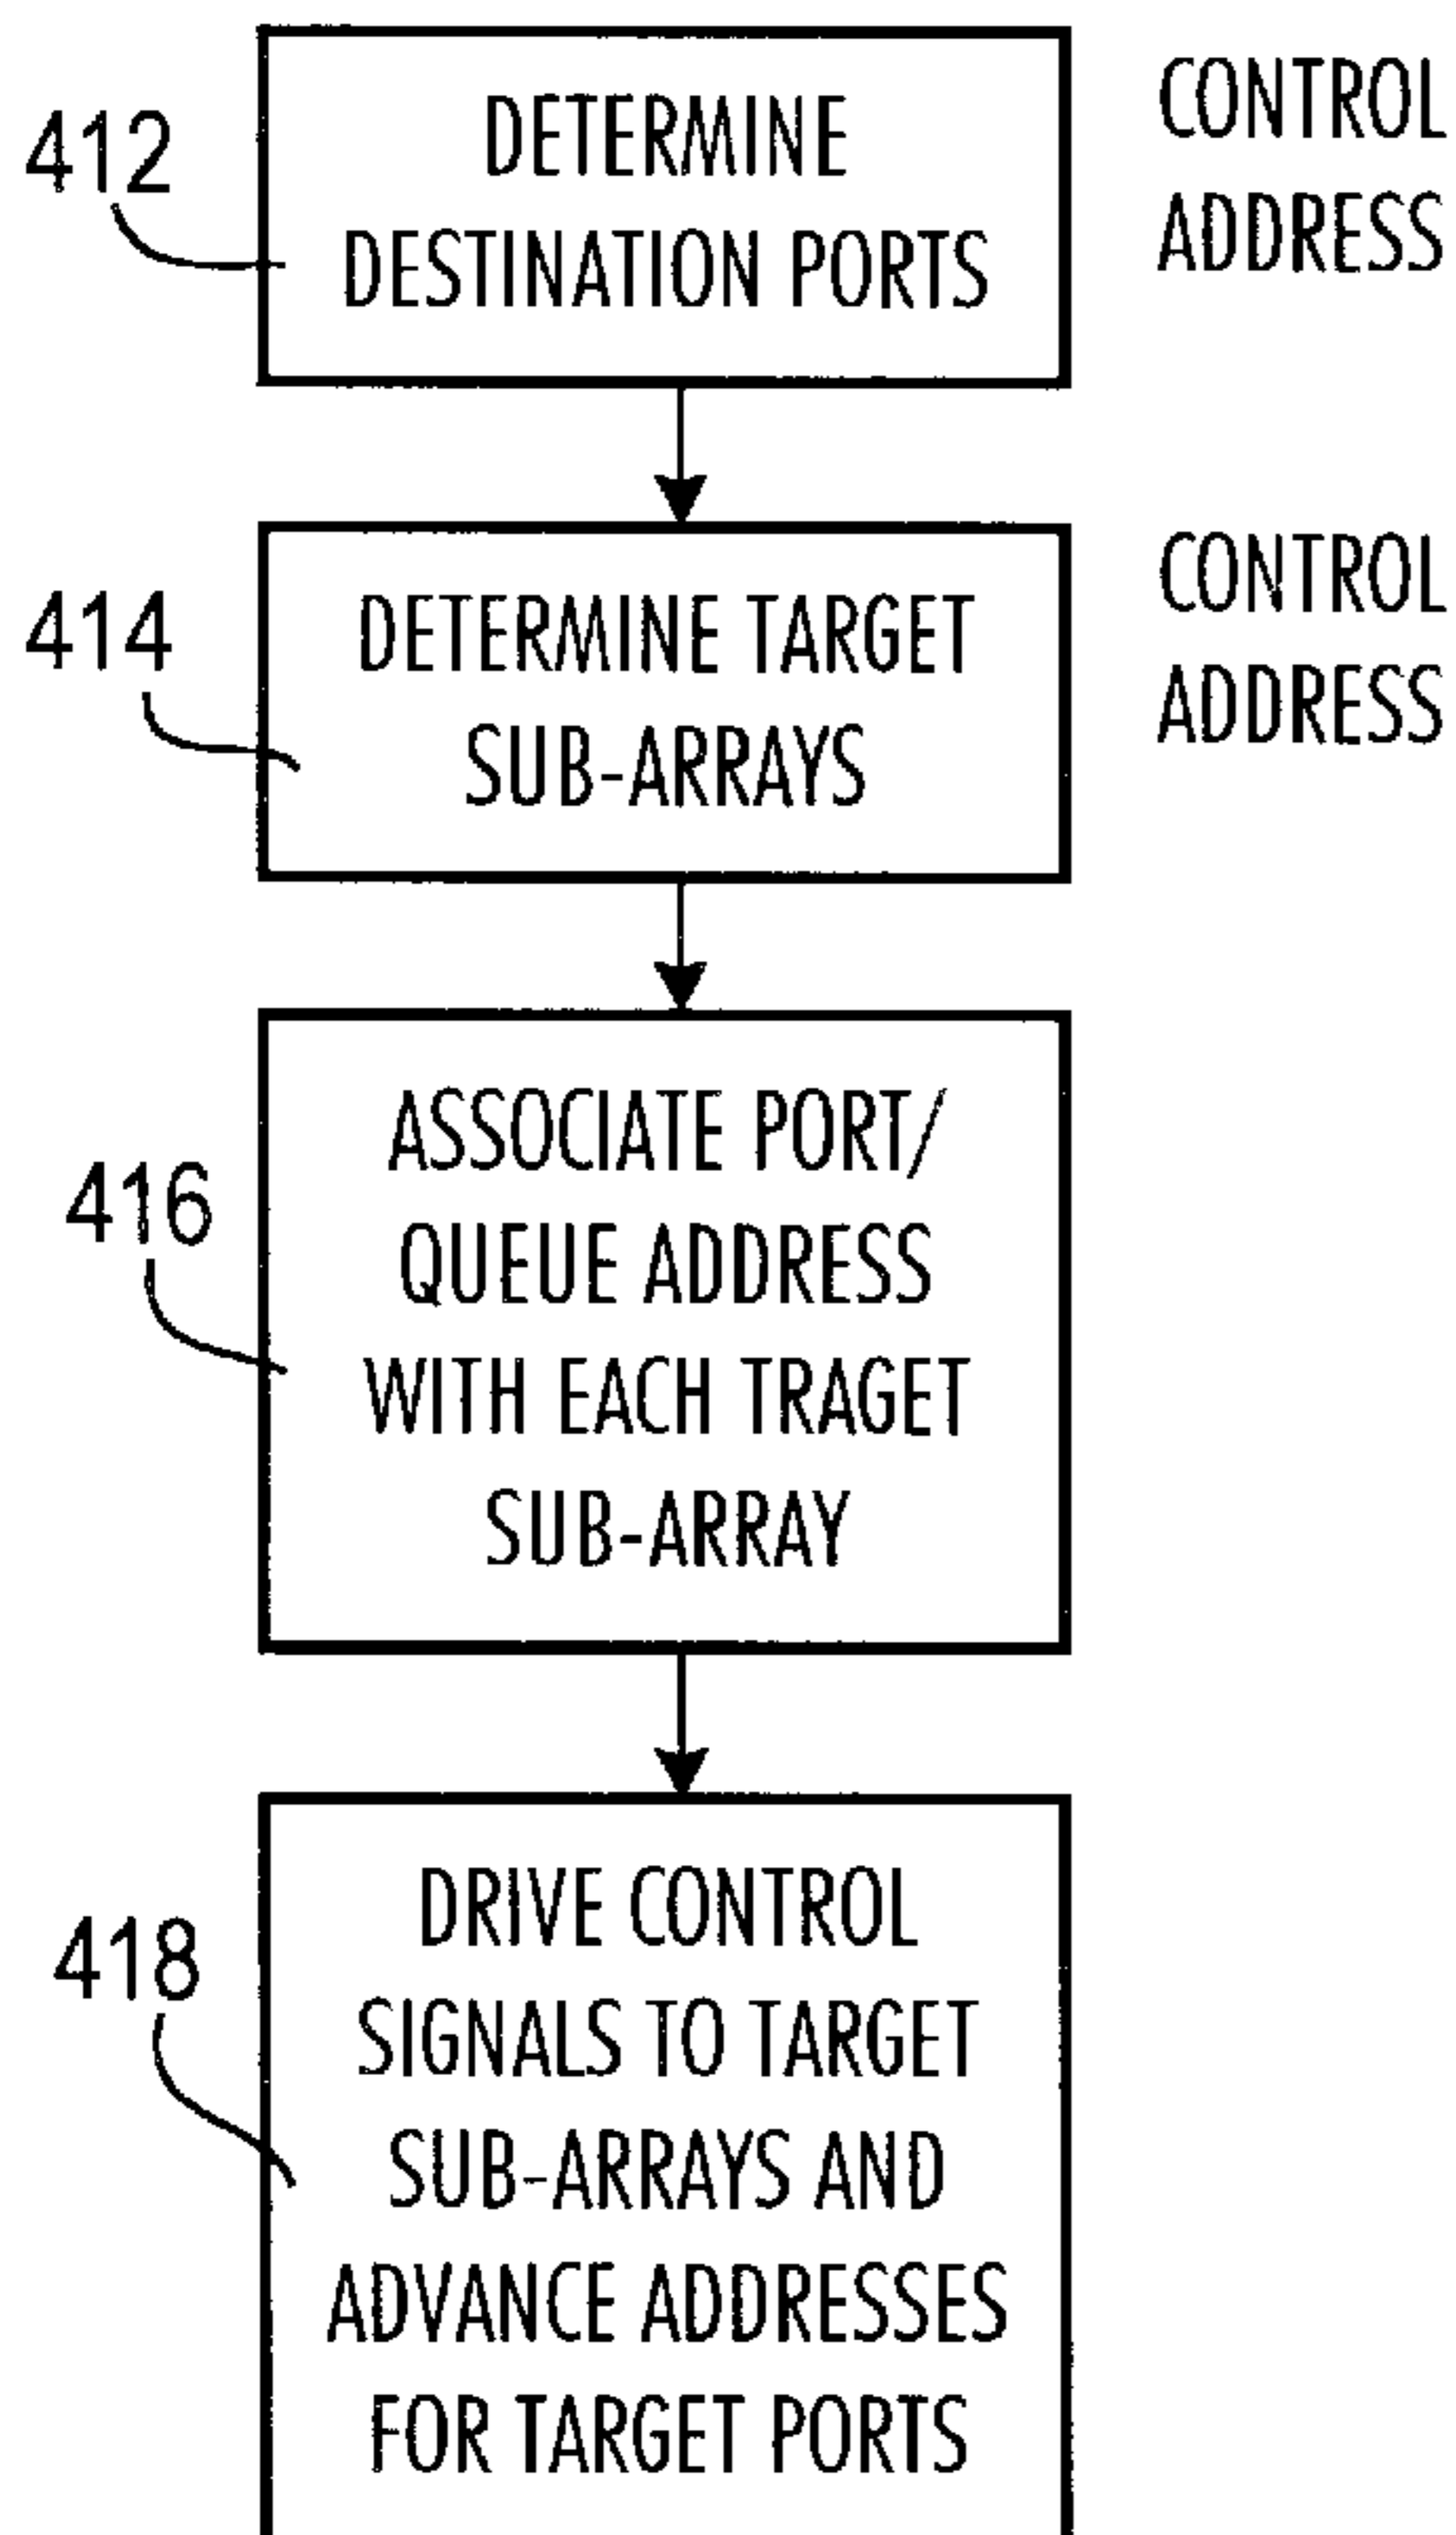 412
DETERMINE
DESTINATION PORTS
CONTROL
ADDRESS
414
DETERMINE TARGET
SUB-ARRAYS
CONTROL
ADDRESS
416
ASSOCIATE PORT/
QUEUE ADDRESS
WITH EACH TRAGET
SUB-ARRAY
418
DRIVE CONTROL
SIGNALS TO TARGET
SUB-ARRAYS AND
ADVANCE ADDRESSES
FOR TARGET PORTS